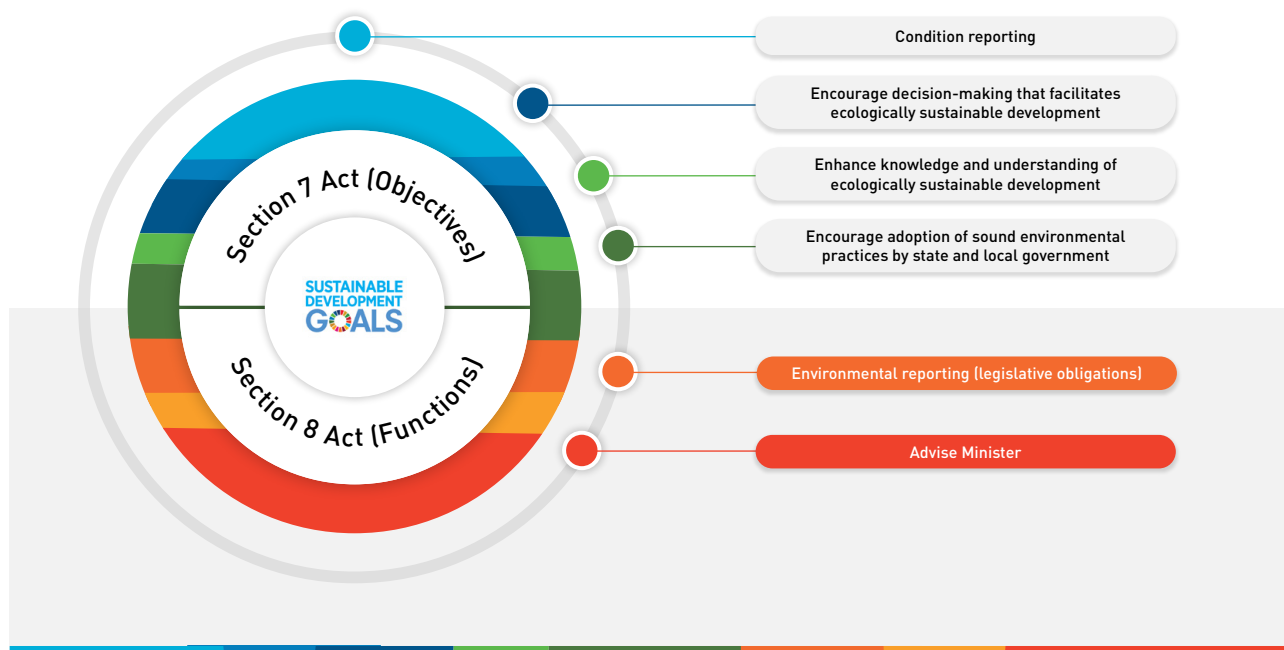 Condition reporting
Encourage decision-making that facilitates
ecologically sustainable development
Enhance knowledge and understanding of
ecologically sustainable development
Encourage adoption of sound environmental
practices by state and local government
Section 7 Act (Objectives)
SUSTAINABLE
DEVELOPMENT
GOALS
Section 8 Act (Functions)
Environmental reporting (legislative obligations)
Advise Minister